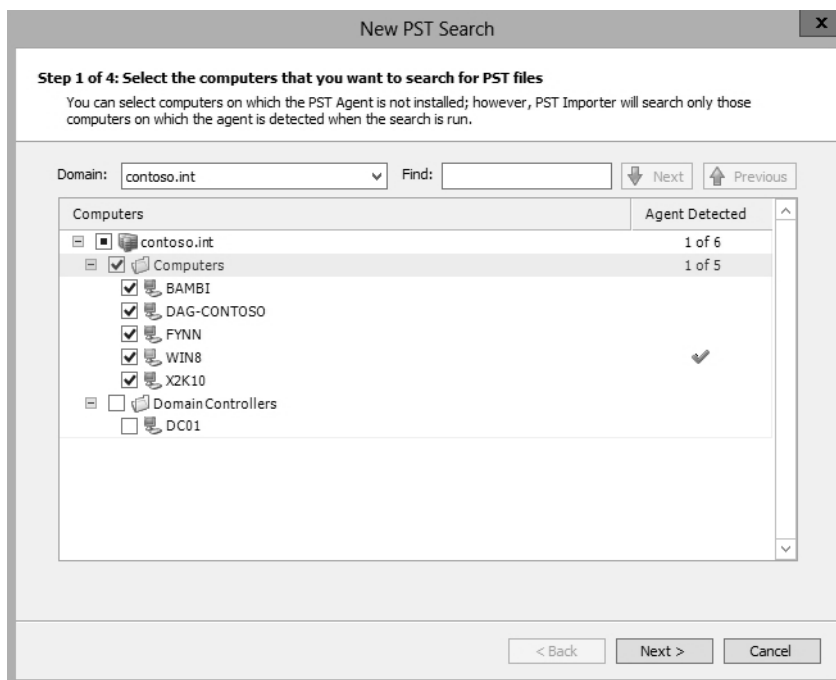 New PST Search
x
Step 1 of 4: Select the computers that you want to search for PST files
You can select computers on which the PST Agent is not installed; however, PST Importer will search only those
computers on which the agent is detected when the search is run.
Domain: contoso.int Find: Next Previous
Computers Agent Detected
contoso.int 1 of 6
Computers 1 of 5
BAMBI
DAG-CONTOSO
FYNN
WIN8
X2K10
Domain Controllers
DC01
< Back Next > Cancel